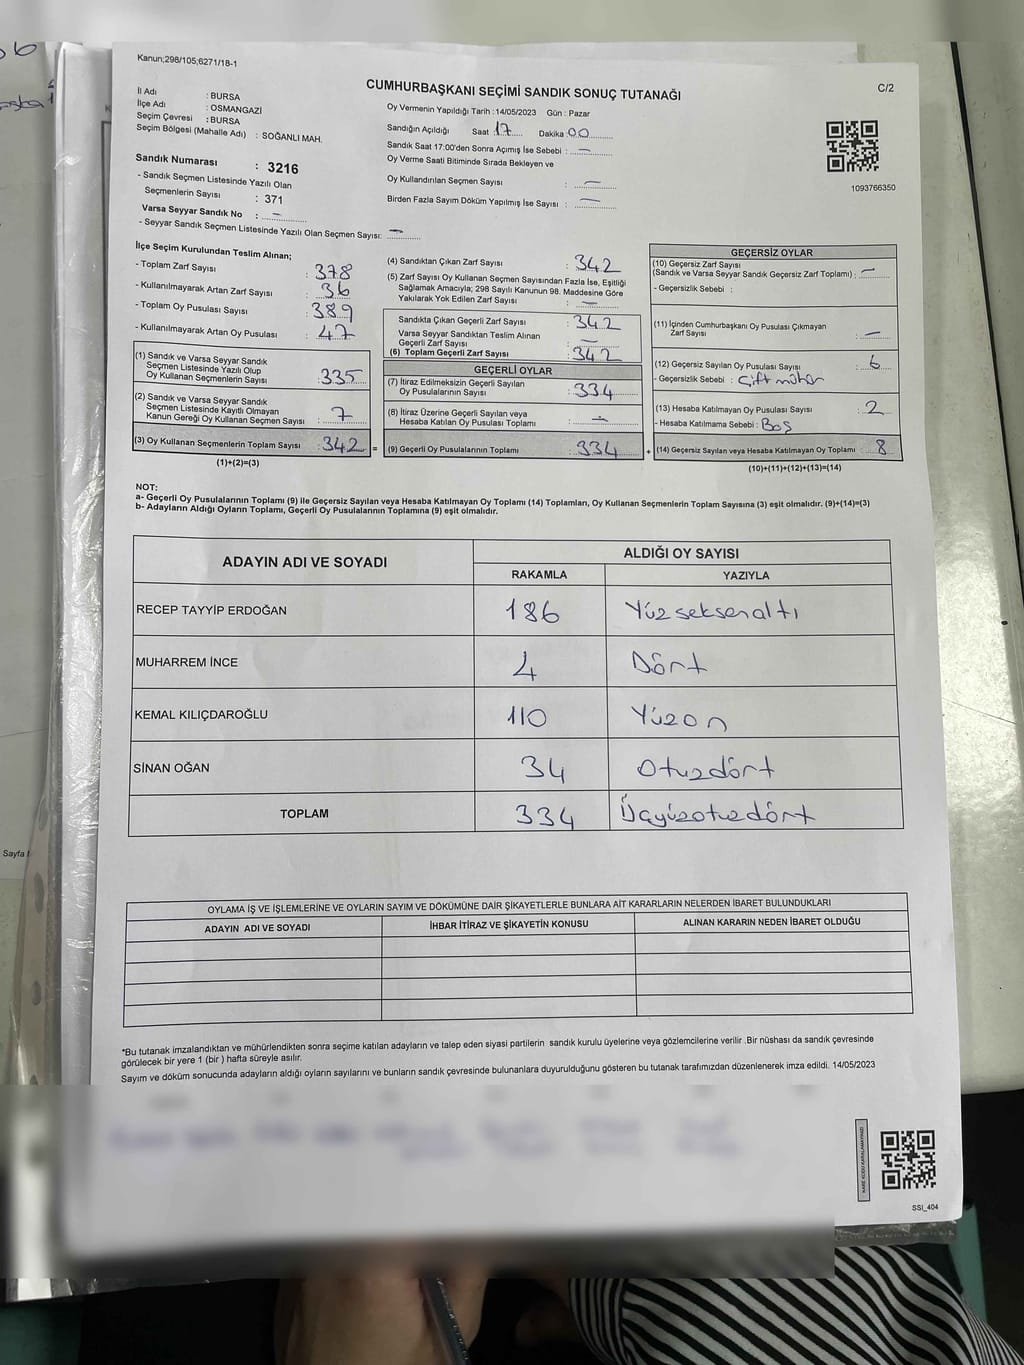 Kanun;298/105;6271/18-1
CUMHURBAŞKANI SEÇİMİ SANDIK SONUÇ TUTANAĞI
C/2
İl Adı : BURSA
İlçe Adı : OSMANGAZİ
Seçim Çevresi : BURSA
Seçim Bölgesi (Mahalle Adı) : SOĞANLI MAH.
Sandık Numarası : 3216
- Sandık Seçmen Listesinde Yazılı Olan
Seçmenlerin Sayısı : 371
Varsa Seyyar Sandık No : –
- Seyyar Sandık Seçmen Listesinde Yazılı Olan Seçmen Sayısı: –
Oy Vermenin Yapıldığı Tarih :14/05/2023 Gün : Pazar
Sandığın Açıldığı Saat 17 Dakika 00
Sandık Saat 17:00'den Sonra Açımış İse Sebebi : –
Oy Verme Saati Bitiminde Sırada Bekleyen ve
Oy Kullandırılan Seçmen Sayısı : –
Birden Fazla Sayım Döküm Yapılmış İse Sayısı : –
1093766350
İlçe Seçim Kurulundan Teslim Alınan;
- Toplam Zarf Sayısı : 378
- Kullanılmayarak Artan Zarf Sayısı : 36
- Toplam Oy Pusulası Sayısı : 389
- Kullanılmayarak Artan Oy Pusulası : 47
(1) Sandık ve Varsa Seyyar Sandık
Seçmen Listesinde Yazılı Olup
Oy Kullanan Seçmenlerin Sayısı : 335
(2) Sandık ve Varsa Seyyar Sandık
Seçmen Listesinde Kayıtlı Olmayan
Kanun Gereği Oy Kullanan Seçmen Sayısı : 7
(3) Oy Kullanan Seçmenlerin Toplam Sayısı : 342 =
(1)+(2)=(3)
(4) Sandıktan Çıkan Zarf Sayısı : 342
(5) Zarf Sayısı Oy Kullanan Seçmen Sayısından Fazla İse, Eşitliği
Sağlamak Amacıyla; 298 Sayılı Kanunun 98. Maddesine Göre
Yakılarak Yok Edilen Zarf Sayısı : –
Sandıkta Çıkan Geçerli Zarf Sayısı : 342
Varsa Seyyar Sandıktan Teslim Alınan
Geçerli Zarf Sayısı : –
(6) Toplam Geçerli Zarf Sayısı : 342
GEÇERLİ OYLAR
(7) İtiraz Edilmeksizin Geçerli Sayılan
Oy Pusulalarının Sayısı : 334
(8) İtiraz Üzerine Geçerli Sayılan veya
Hesaba Katılan Oy Pusulası Toplamı : –
(9) Geçerli Oy Pusulalarının Toplamı : 334 +
GEÇERSİZ OYLAR
(10) Geçersiz Zarf Sayısı
(Sandık ve Varsa Seyyar Sandık Geçersiz Zarf Toplamı) : –
- Geçersizlik Sebebi :
(11) İçinden Cumhurbaşkanı Oy Pusulası Çıkmayan
Zarf Sayısı : –
(12) Geçersiz Sayılan Oy Pusulası Sayısı : 6
- Geçersizlik Sebebi : Çift mühür
(13) Hesaba Katılmayan Oy Pusulası Sayısı : 2
- Hesaba Katılmama Sebebi : Boş
(14) Geçersiz Sayılan veya Hesaba Katılmayan Oy Toplamı : 8
(10)+(11)+(12)+(13)=(14)
NOT:
a- Geçerli Oy Pusulalarının Toplamı (9) ile Geçersiz Sayılan veya Hesaba Katılmayan Oy Toplamı (14) Toplamları, Oy Kullanan Seçmenlerin Toplam Sayısına (3) eşit olmalıdır. (9)+(14)=(3)
b- Adayların Aldığı Oyların Toplamı, Geçerli Oy Pusulalarının Toplamına (9) eşit olmalıdır.
ADAYIN ADI VE SOYADI ALDIĞI OY SAYISI
RAKAMLA YAZIYLA
RECEP TAYYİP ERDOĞAN 186 Yüzseksenaltı
MUHARREM İNCE 4 Dört
KEMAL KILIÇDAROĞLU 110 Yüzon
SİNAN OĞAN 34 Otuzdört
TOPLAM 334 Üçyüzotuzdört
OYLAMA İŞ VE İŞLEMLERİNE VE OYLARIN SAYIM VE DÖKÜMÜNE DAİR ŞİKAYETLERLE BUNLARA AİT KARARLARIN NELERDEN İBARET BULUNDUKLARI
ADAYIN ADI VE SOYADI İHBAR İTİRAZ VE ŞİKAYETİN KONUSU ALINAN KARARIN NEDEN İBARET OLDUĞU
*Bu tutanak imzalandıktan ve mühürlendikten sonra seçime katılan adayların ve talep eden siyasi partilerin sandık kurulu üyelerine veya gözlemcilerine verilir .Bir nüshası da sandık çevresinde
görülecek bir yere 1 (bir ) hafta süreyle asılır.
Sayım ve döküm sonucunda adayların aldığı oyların sayılarını ve bunların sandık çevresinde bulunanlara duyurulduğunu gösteren bu tutanak tarafımızdan düzenlenerek imza edildi. 14/05/2023
KARE KODU KARALAMAYINIZ!
SSI_404
Sayfa